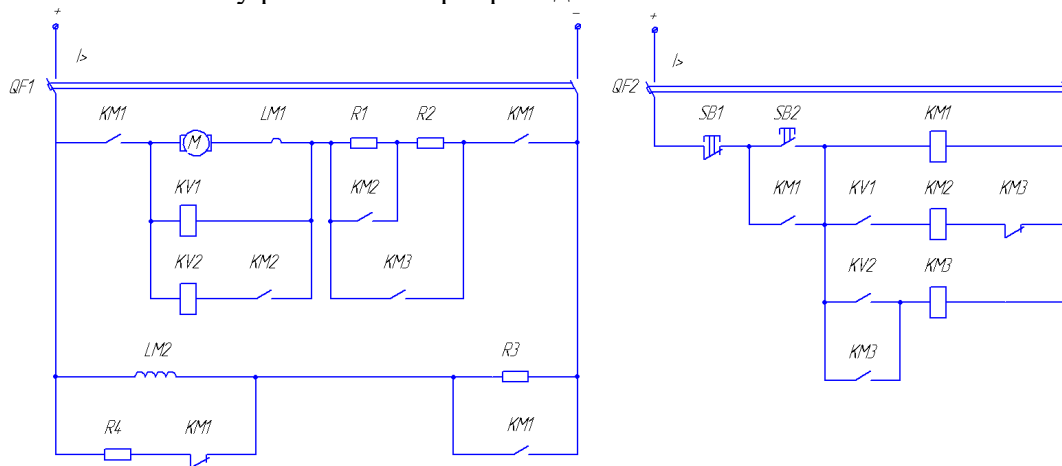 + − +
I> I>
QF1 QF2
KM1 LM1 R1 R2 KM1 SB1 SB2 KM1
M
KV1 KM2 KM1 KV1 KM2 KM3
KV2 KM2 KM3 KV2 KM3
LM2 R3 KM3
R4 KM1 KM1